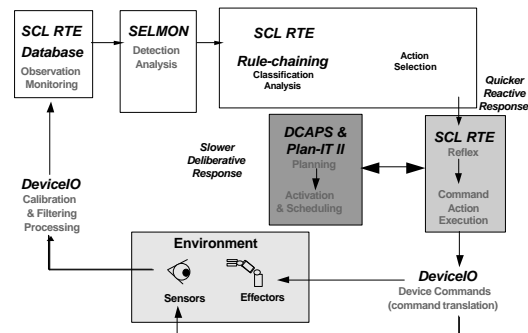 SCL RTE
Database
Observation
Monitoring
SELMON
Detection
Analysis
SCL RTE
Rule-chaining
Classification
Analysis
Action
Selection
Quicker
Reactive
Response
Slower
Deliberative
Response
DCAPS &
Plan-IT II
Planning
Activation
& Scheduling
SCL RTE
Reflex
Command
Action
Execution
DeviceIO
Calibration
& Filtering
Processing
Environment
Sensors
Effectors
DeviceIO
Device Commands
(command translation)